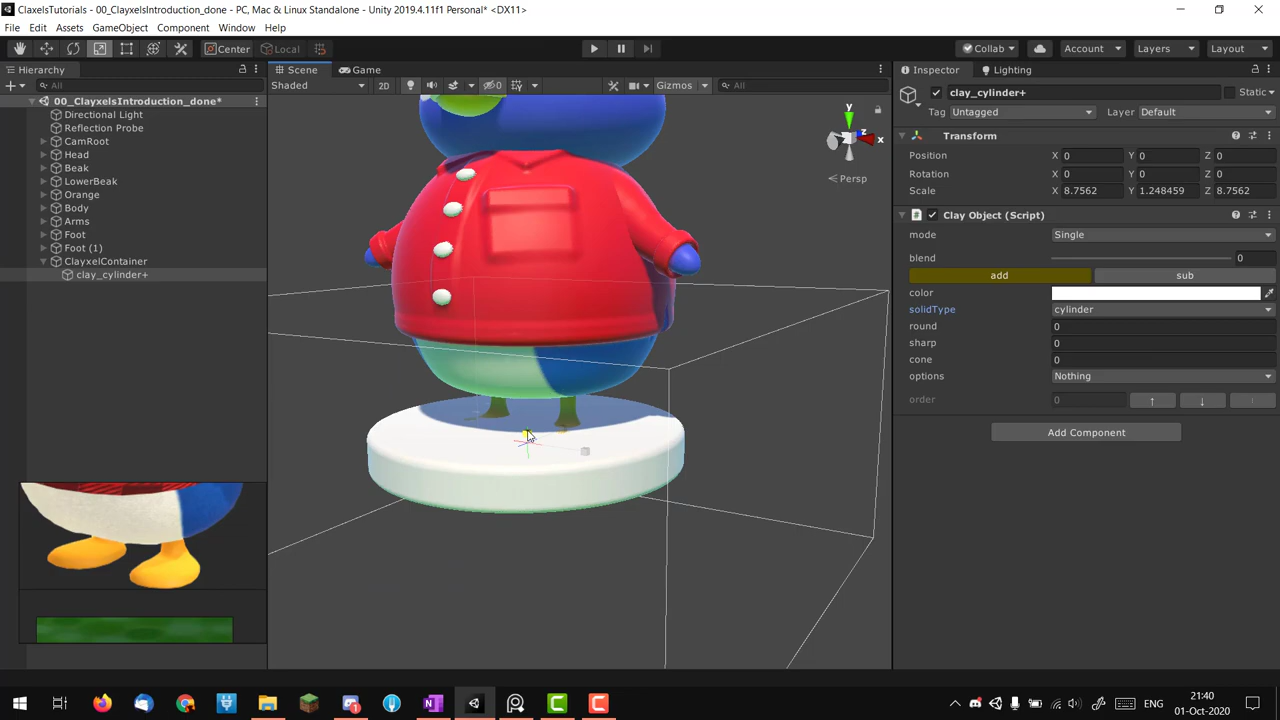 ClaxelsTutorials - 00_ClayxelsIntroduction_done - PC, Mac & Linux Standalone - Unity 2019.4.11f1 Personal* <DX11>
File Edit Assets GameObject Component Window Help
Center Local Collab Account Layers Layout
Hierarchy
All
00_ClayxelsIntroduction_done*
Directional Light
Reflection Probe
CamRoot
Head
Beak
LowerBeak
Orange
Body
Arms
Foot
Foot (1)
ClayxelContainer
clay_cylinder+
Scene Game
Shaded 2D 0 Gizmos All
y
x
z
Persp
Inspector Lighting
clay_cylinder+ Static
Tag Untagged Layer Default
Transform
Position X 0 Y 0 Z 0
Rotation X 0 Y 0 Z 0
Scale X 8.7562 Y 1.248459 Z 8.7562
Clay Object (Script)
mode Single
blend 0
add sub
color
solidType cylinder
round 0
sharp 0
cone 0
options Nothing
order 0 ↑ ↓ ↑
Add Component
ENG
21:40
01-Oct-2020